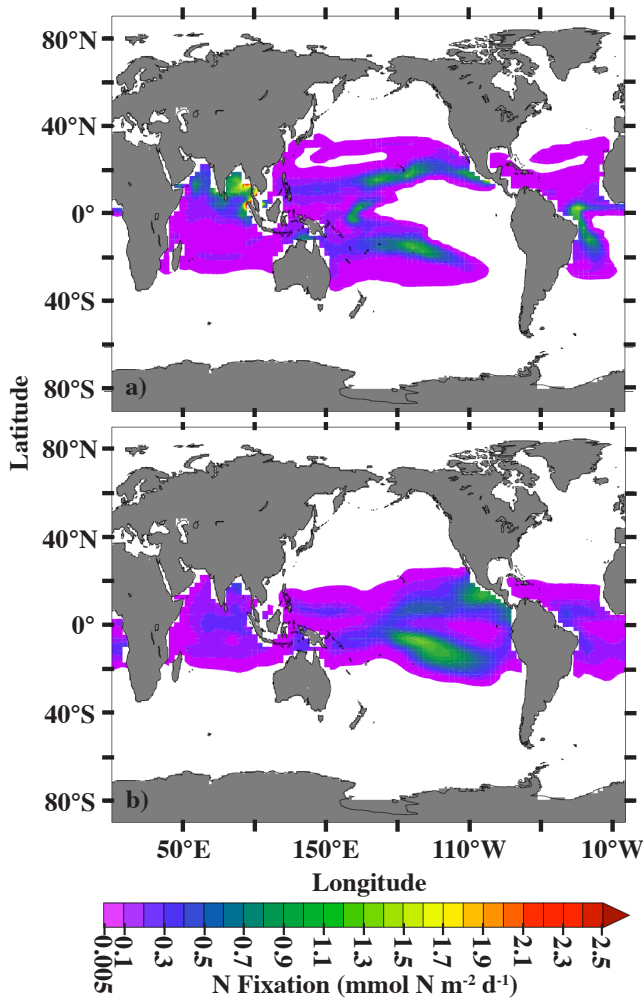 80°N
40°N
0°
40°S
80°S
a)
Latitude
80°N
40°N
0°
40°S
80°S
b)
50°E 150°E 110°W 10°W
Longitude
0.005 0.1 0.3 0.5 0.7 0.9 1.1 1.3 1.5 1.7 1.9 2.1 2.3 2.5
N Fixation (mmol N m⁻² d⁻¹)